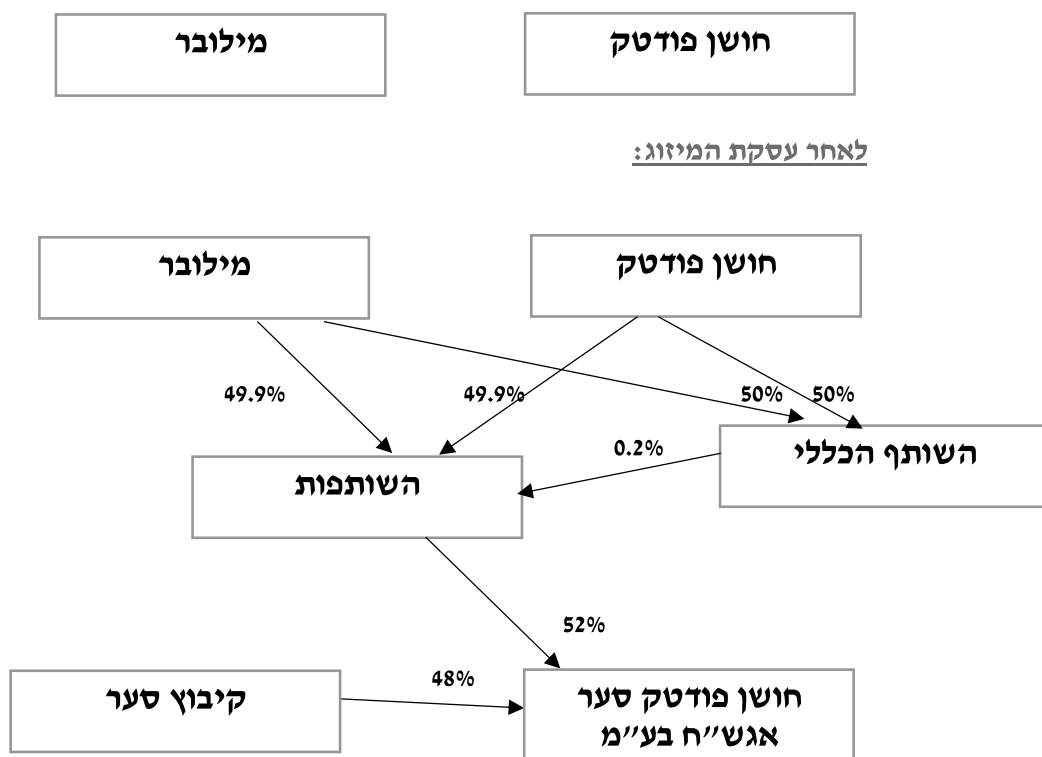 חושן פודטק
מילובר
לאחר עסקת המיזוג:
חושן פודטק
מילובר
50%
50%
49.9%
49.9%
השותף הכללי
0.2%
השותפות
52%
48%
חושן פודטק סער
אגש״ח בע״מ
קיבוץ סער